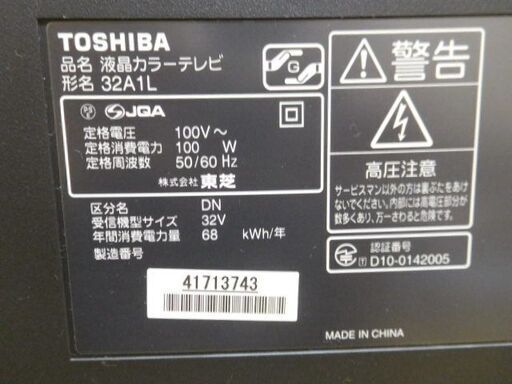 TOSHIBA
品名 液晶カラーテレビ
形名 32A1L
G
PS E JQA
定格電圧 100V～
定格消費電力 100 W
定格周波数 50/60 Hz
株式会社 東芝
区分名 DN
受信機型サイズ 32V
年間消費電力量 68 kWh/年
製造番号
41713743
警告
高圧注意
サービスマン以外の方は裏ぶたをあけ
ないでください。内部には高電圧部分が
数多くあり、万一さわると危険です。
認証番号
T D10-0142005
MADE IN CHINA